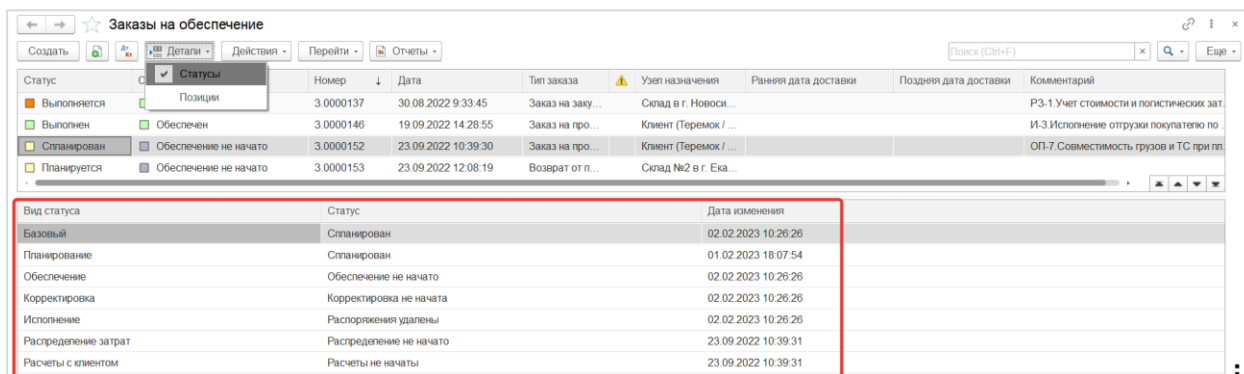 Заказы на обеспечение
Создать Дт Кт Детали Действия Перейти Отчеты Поиск (Ctrl+F) Еще
Статусы
Позиции
Статус С Номер ↓ Дата Тип заказа Узел назначения Ранняя дата доставки Поздняя дата доставки Комментарий
Выполняется 3.0000137 30.08.2022 9:33:45 Заказ на заку... Склад в г. Новоси... РЗ-1.Учет стоимости и логистических зат.
Выполнен Обеспечен 3.0000146 19.09.2022 14:28:55 Заказ на про... Клиент (Теремок / ... И-3.Исполнение отгрузки покупателю по .
Спланирован Обеспечение не начато 3.0000152 23.09.2022 10:39:30 Заказ на про... Клиент (Теремок / ... ОП-7.Совместимость грузов и ТС при пл.
Планируется Обеспечение не начато 3.0000153 23.09.2022 12:08:19 Возврат от п... Склад №2 в г. Ека...
Вид статуса Статус Дата изменения
Базовый Спланирован 02.02.2023 10:26:26
Планирование Спланирован 01.02.2023 18:07:54
Обеспечение Обеспечение не начато 02.02.2023 10:26:26
Корректировка Корректировка не начата 02.02.2023 10:26:26
Исполнение Распоряжения удалены 02.02.2023 10:26:26
Распределение затрат Распределение не начато 23.09.2022 10:39:31
Расчеты с клиентом Расчеты не начаты 23.09.2022 10:39:31